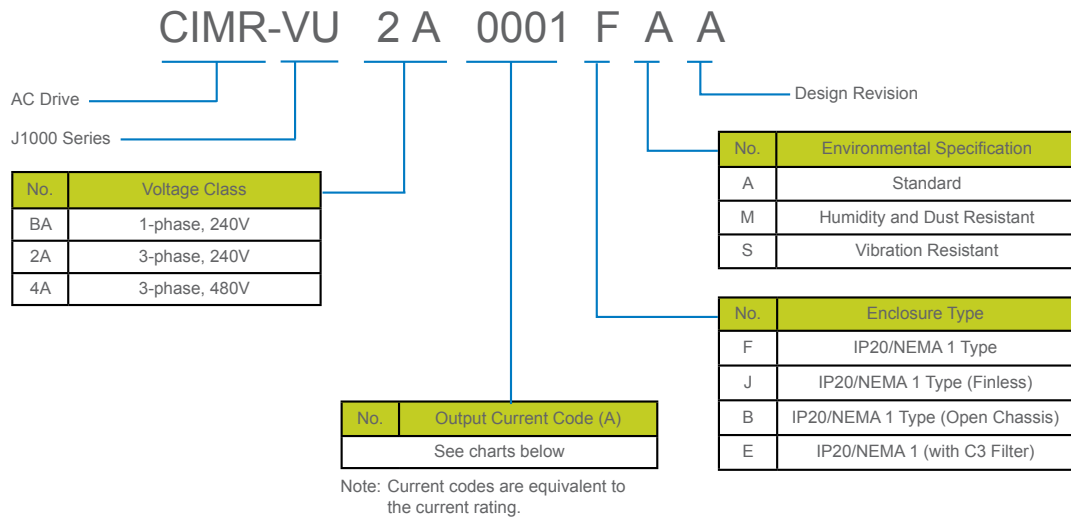 CIMR-VU 2 A 0001 F A A
AC Drive
J1000 Series
Design Revision
No. Voltage Class
BA 1-phase, 240V
2A 3-phase, 240V
4A 3-phase, 480V
No. Environmental Specification
A Standard
M Humidity and Dust Resistant
S Vibration Resistant
No. Enclosure Type
F IP20/NEMA 1 Type
J IP20/NEMA 1 Type (Finless)
B IP20/NEMA 1 Type (Open Chassis)
E IP20/NEMA 1 (with C3 Filter)
No. Output Current Code (A)
See charts below
Note: Current codes are equivalent to
the current rating.